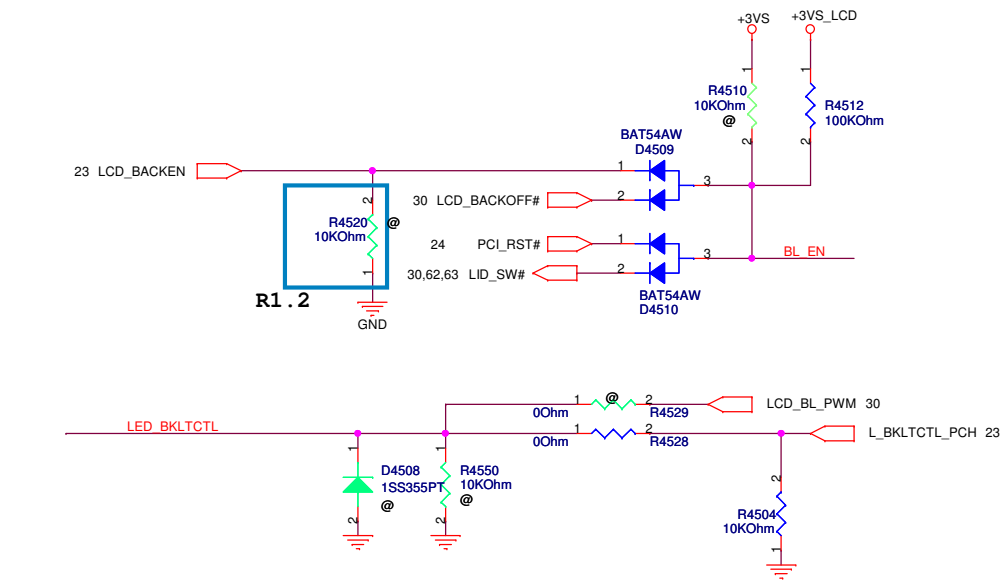 +3VS
+3VS_LCD
1
1
R4510
10KOhm
@
R4512
100KOhm
2
2
BAT54AW
D4509
23 LCD_BACKEN
1
3
2
30 LCD_BACKOFF#
2
R4520
10KOhm
@
1
R1.2
GND
24 PCI_RST#
1
3
BL_EN
30,62,63 LID_SW#
2
BAT54AW
D4510
1
@
2
LCD_BL_PWM 30
0Ohm
R4529
LED_BKLTCTL
1
2
L_BKLTCTL_PCH 23
0Ohm
R4528
1
D4508
1SS355PT
@
2
1
R4550
10KOhm
@
2
2
R4504
10KOhm
1